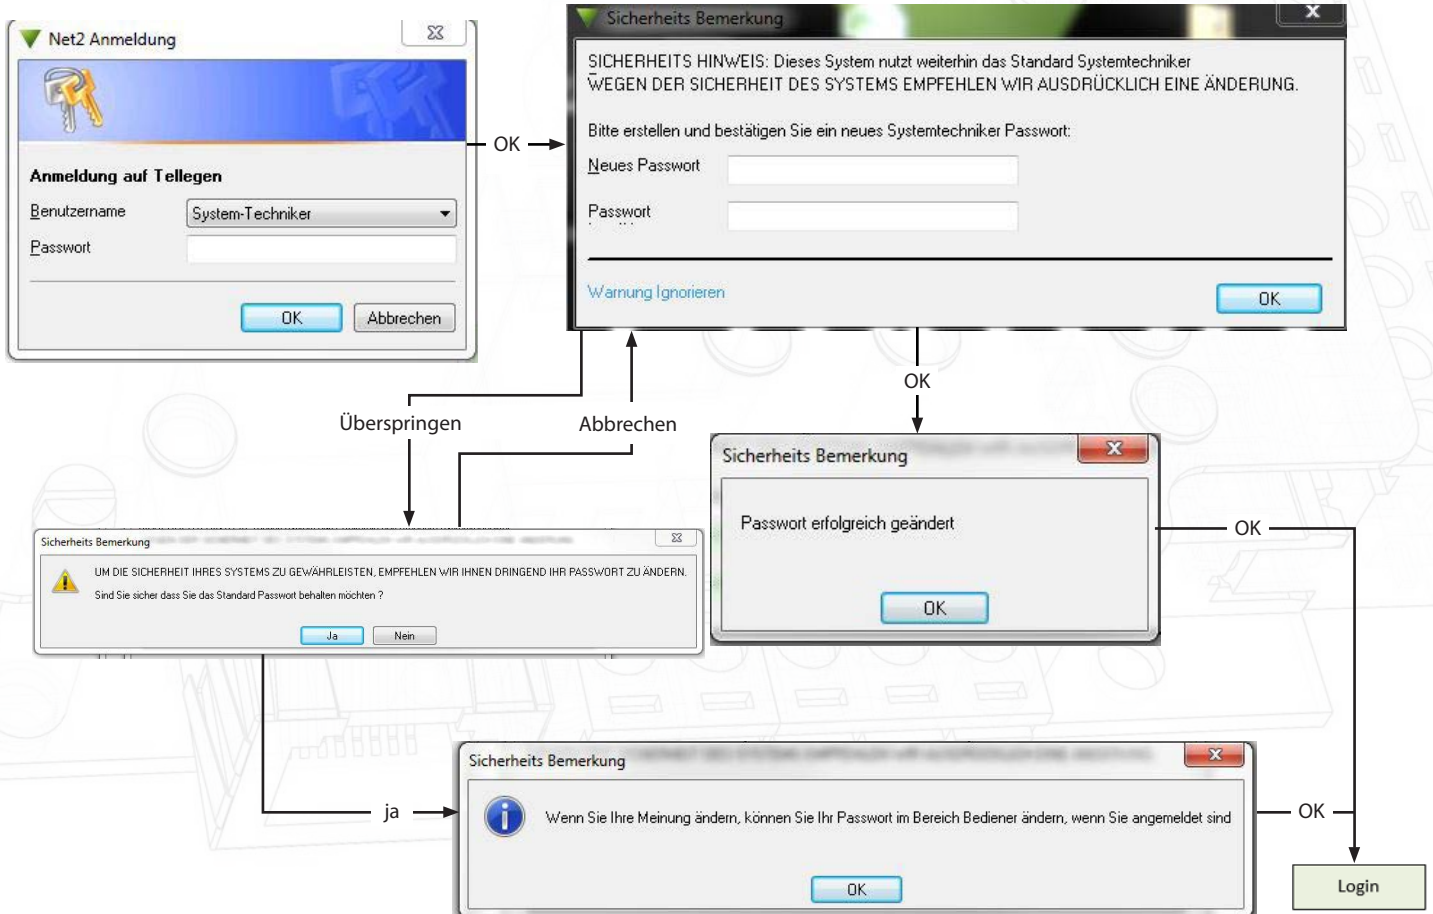 Net2 Anmeldung
Anmeldung auf Tellegen
Benutzername
System-Techniker
Passwort
OK
Abbrechen
OK
Sicherheits Bemerkung
SICHERHEITS HINWEIS: Dieses System nutzt weiterhin das Standard Systemtechniker
WEGEN DER SICHERHEIT DES SYSTEMS EMPFEHLEN WIR AUSDRÜCKLICH EINE ÄNDERUNG.
Bitte erstellen und bestätigen Sie ein neues Systemtechniker Passwort:
Neues Passwort
Passwort
Warnung Ignorieren
OK
Überspringen
Abbrechen
OK
Sicherheits Bemerkung
Passwort erfolgreich geändert
OK
OK
Sicherheits Bemerkung
UM DIE SICHERHEIT IHRES SYSTEMS ZU GEWÄHRLEISTEN, EMPFEHLEN WIR IHNEN DRINGEND IHR PASSWORT ZU ÄNDERN.
Sind Sie sicher dass Sie das Standard Passwort behalten möchten ?
Ja
Nein
ja
Sicherheits Bemerkung
Wenn Sie Ihre Meinung ändern, können Sie Ihr Passwort im Bereich Bediener ändern, wenn Sie angemeldet sind
OK
OK
Login